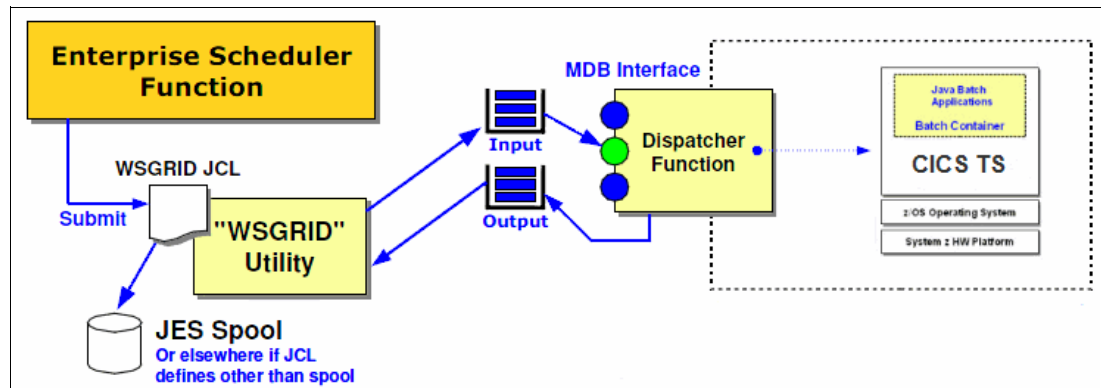 Enterprise Scheduler
Function
WSGRID JCL
Submit
"WSGRID"
Utility
JES Spool
Or elsewhere if JCL
defines other than spool
Input
Output
MDB Interface
Dispatcher
Function
Java Batch
Applications
Batch Container
CICS TS
z/OS Operating System
System z HW Platform